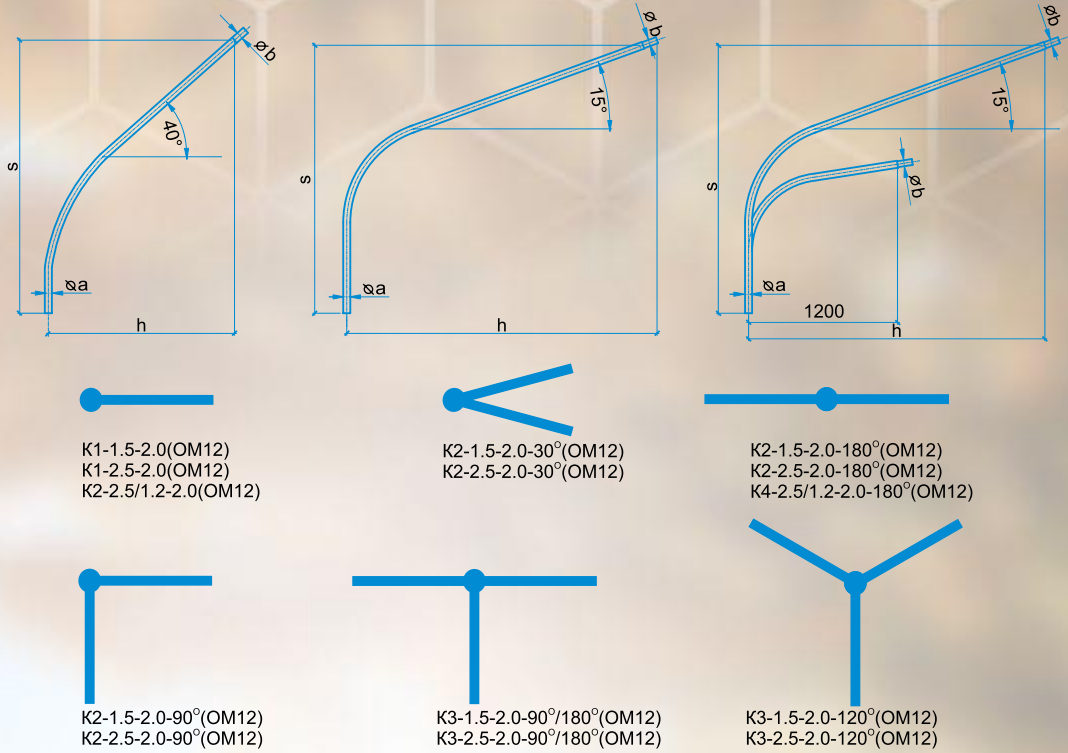 øb
s
40°
øa
h
øb
s
15°
øa
h
øb
s
15°
øb
øa
1200
h
К1-1.5-2.0(ОМ12)
К1-2.5-2.0(ОМ12)
К2-2.5/1.2-2.0(ОМ12)
К2-1.5-2.0-30°(ОМ12)
К2-2.5-2.0-30°(ОМ12)
К2-1.5-2.0-180°(ОМ12)
К2-2.5-2.0-180°(ОМ12)
К4-2.5/1.2-2.0-180°(ОМ12)
К2-1.5-2.0-90°(ОМ12)
К2-2.5-2.0-90°(ОМ12)
К3-1.5-2.0-90°/180°(ОМ12)
К3-2.5-2.0-90°/180°(ОМ12)
К3-1.5-2.0-120°(ОМ12)
К3-2.5-2.0-120°(ОМ12)